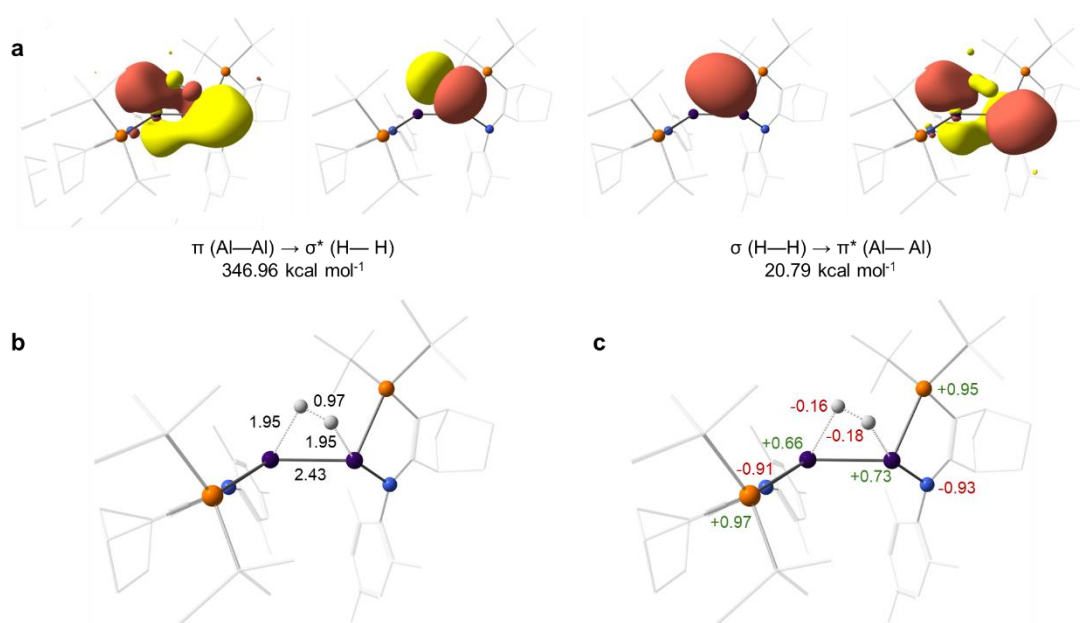 a
π (Al—Al) → σ* (H— H)
346.96 kcal mol-1
σ (H—H) → π* (Al— Al)
20.79 kcal mol-1
b
0.97
1.95
1.95
2.43
c
+0.95
-0.16
-0.18
+0.66
-0.91
+0.73
-0.93
+0.97